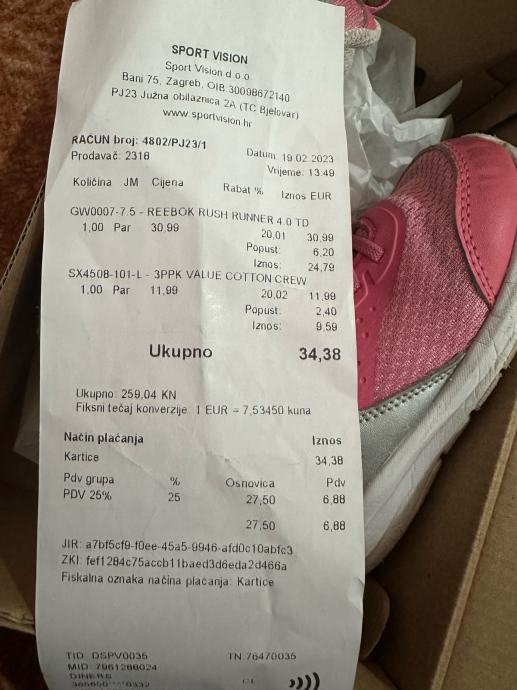 SPORT VISION
Sport Vision d.o.o.
Bani 75, Zagreb, OIB 30098672140
PJ23 Južna obilaznica 2A (TC Bjelovar)
www.sportvision.hr
RAČUN broj: 4802/PJ23/1
Datum: 19.02.2023
Prodavač: 2318
Vrijeme: 13:49
Količina JM Cijena Rabat % Iznos EUR
GW0007-7.5 - REEBOK RUSH RUNNER 4.0 TD
1,00 Par 30,99 20,01 30,99
Popust: 6,20
Iznos: 24,79
SX4508-101-L - 3PPK VALUE COTTON CREW
1,00 Par 11,99 20,02 11,99
Popust: 2,40
Iznos: 9,59
Ukupno 34,38
Ukupno: 259,04 KN
Fiksni tečaj konverzije: 1 EUR = 7,53450 kuna
Način plaćanja Iznos
Kartice 34,38
Pdv grupa % Osnovica Pdv
PDV 25% 25 27,50 6,88
27,50 6,88
JIR: a7bf5cf9-f0ee-45a5-9946-afd0c10abfc3
ZKI: fef1284c75accb11baed3d6eda2d466a
Fiskalna oznaka načina plaćanja: Kartice
TID: DSPV0035 TN:76470035
MID: 7961288024
DINERS
CL